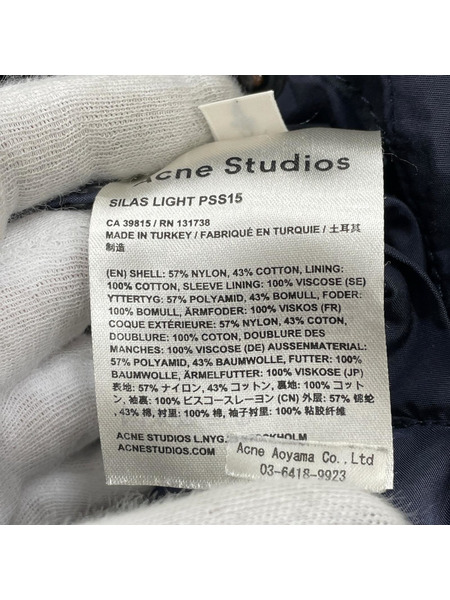 Acne Studios
SILAS LIGHT PSS15
CA 39815 / RN 131738
MADE IN TURKEY / FABRIQUÉ EN TURQUIE / 土耳其
制造
(EN) SHELL: 57% NYLON, 43% COTTON, LINING:
100% COTTON, SLEEVE LINING: 100% VISCOSE (SE)
YTTERTYG: 57% POLYAMID, 43% BOMULL, FODER:
100% BOMULL, ÄRMFODER: 100% VISKOS (FR)
COQUE EXTÉRIEURE: 57% NYLON, 43% COTON,
DOUBLURE: 100% COTON, DOUBLURE DES
MANCHES: 100% VISCOSE (DE) AUSSENMATERIAL:
57% POLYAMID, 43% BAUMWOLLE, FUTTER: 100%
BAUMWOLLE, ÄRMELFUTTER: 100% VISKOSE (JP)
表地: 57% ナイロン, 43% コットン, 裏地: 100% コット
ン, 袖裏: 100% ビスコースレーヨン (CN) 外层: 57% 锦纶
, 43% 棉, 衬里: 100% 棉, 袖子衬里: 100% 粘胶纤维
ACNE STUDIOS L.NYG. STOCKHOLM
ACNESTUDIOS.COM
Acne Aoyama Co.,Ltd
03-6418-9923